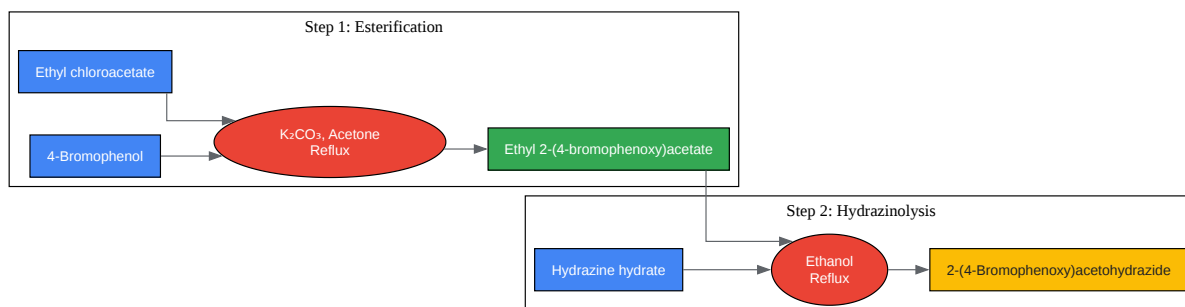 Step 1: Esterification
Ethyl chloroacetate
4-Bromophenol
K₂CO₃, Acetone
Reflux
Ethyl 2-(4-bromophenoxy)acetate
Step 2: Hydrazinolysis
Hydrazine hydrate
Ethanol
Reflux
2-(4-Bromophenoxy)acetohydrazide